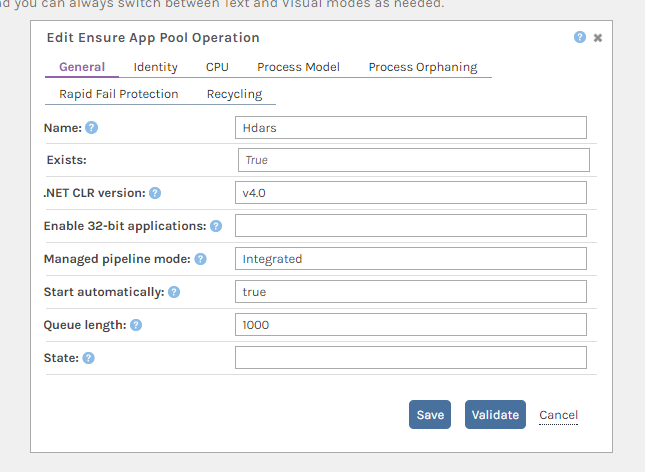 nd you can always switch between Text and Visual modes as needed.
Edit Ensure App Pool Operation ? ✖
General Identity CPU Process Model Process Orphaning
Rapid Fail Protection Recycling
Name: ? Hdars
Exists: True
.NET CLR version: ? v4.0
Enable 32-bit applications: ?
Managed pipeline mode: ? Integrated
Start automatically: ? true
Queue length: ? 1000
State: ?
Save Validate Cancel